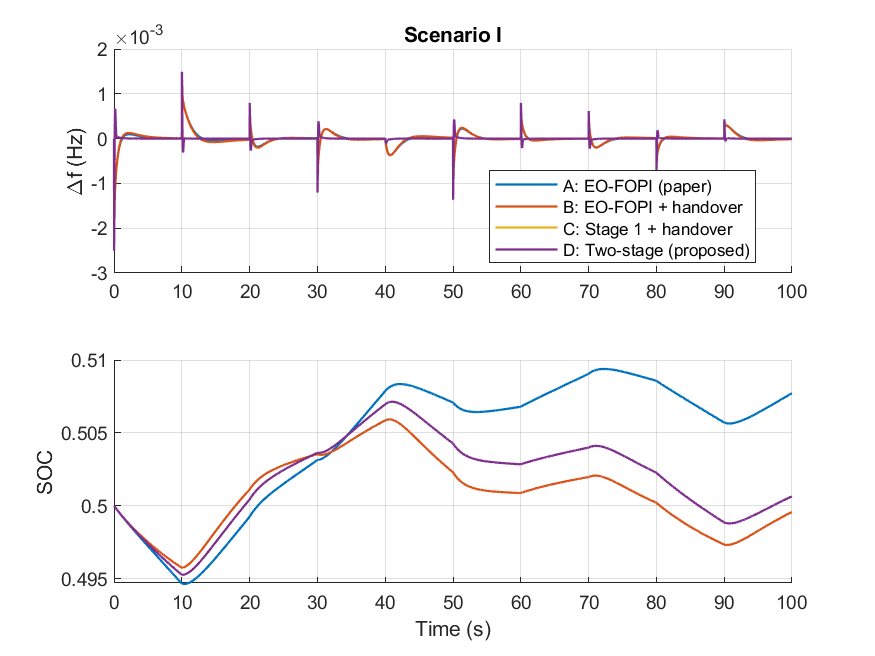 Scenario I
×10⁻³
2
1
0
-1
-2
-3
Δf (Hz)
A: EO-FOPI (paper)
B: EO-FOPI + handover
C: Stage 1 + handover
D: Two-stage (proposed)
0 10 20 30 40 50 60 70 80 90 100
0.51
0.505
0.5
0.495
SOC
0 10 20 30 40 50 60 70 80 90 100
Time (s)